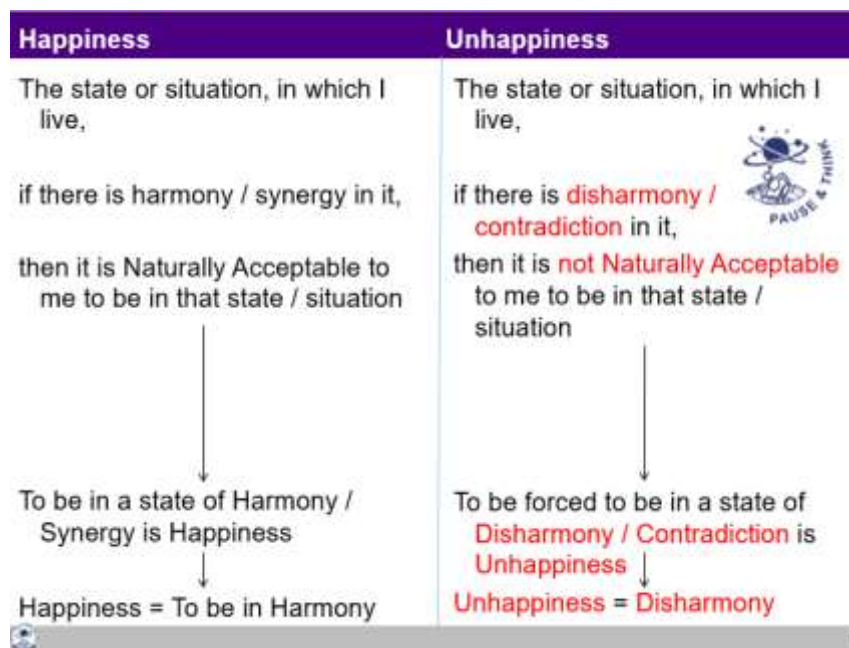 Happiness
The state or situation, in which I
live,
if there is harmony / synergy in it,
then it is Naturally Acceptable to
me to be in that state / situation
To be in a state of Harmony /
Synergy is Happiness
Happiness = To be in Harmony
Unhappiness
The state or situation, in which I
live,
if there is disharmony /
contradiction in it,
then it is not Naturally Acceptable
to me to be in that state /
situation
To be forced to be in a state of
Disharmony / Contradiction is
Unhappiness
Unhappiness = Disharmony
PAUSE & THINK